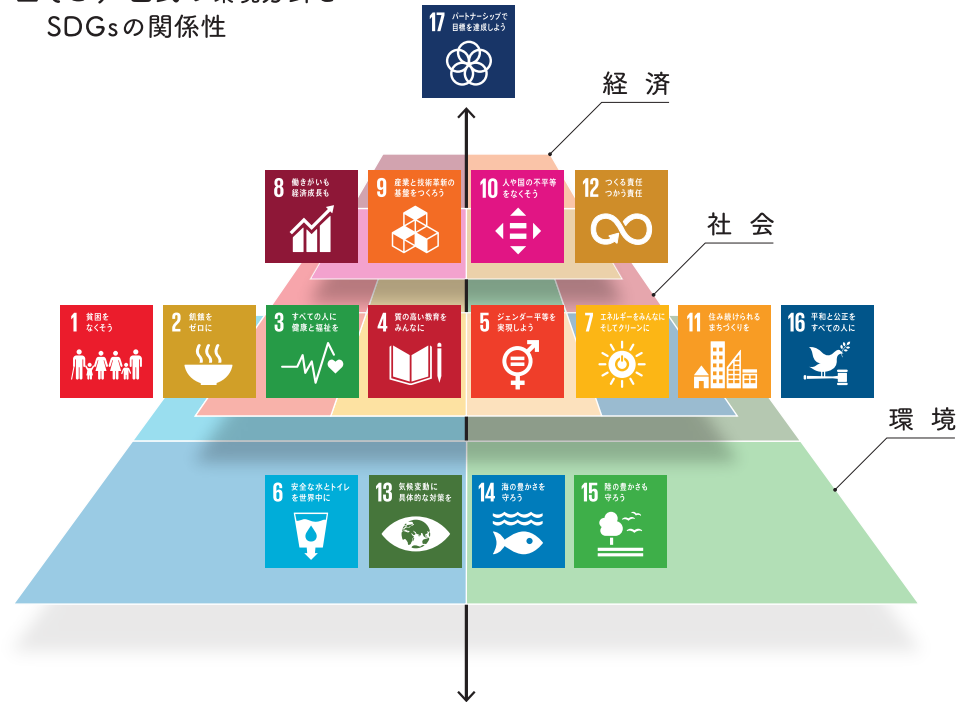 SDGsの関係性
17 パートナーシップで
目標を達成しよう
経済
8 働きがいも
経済成長も
9 産業と技術革新の
基盤をつくろう
10 人や国の不平等
をなくそう
12 つくる責任
つかう責任
社会
1 貧困を
なくそう
2 飢餓を
ゼロに
3 すべての人に
健康と福祉を
4 質の高い教育を
みんなに
5 ジェンダー平等を
実現しよう
7 エネルギーをみんなに
そしてクリーンに
11 住み続けられる
まちづくりを
16 平和と公正を
すべての人に
環境
6 安全な水とトイレ
を世界中に
13 気候変動に
具体的な対策を
14 海の豊かさを
守ろう
15 陸の豊かさも
守ろう